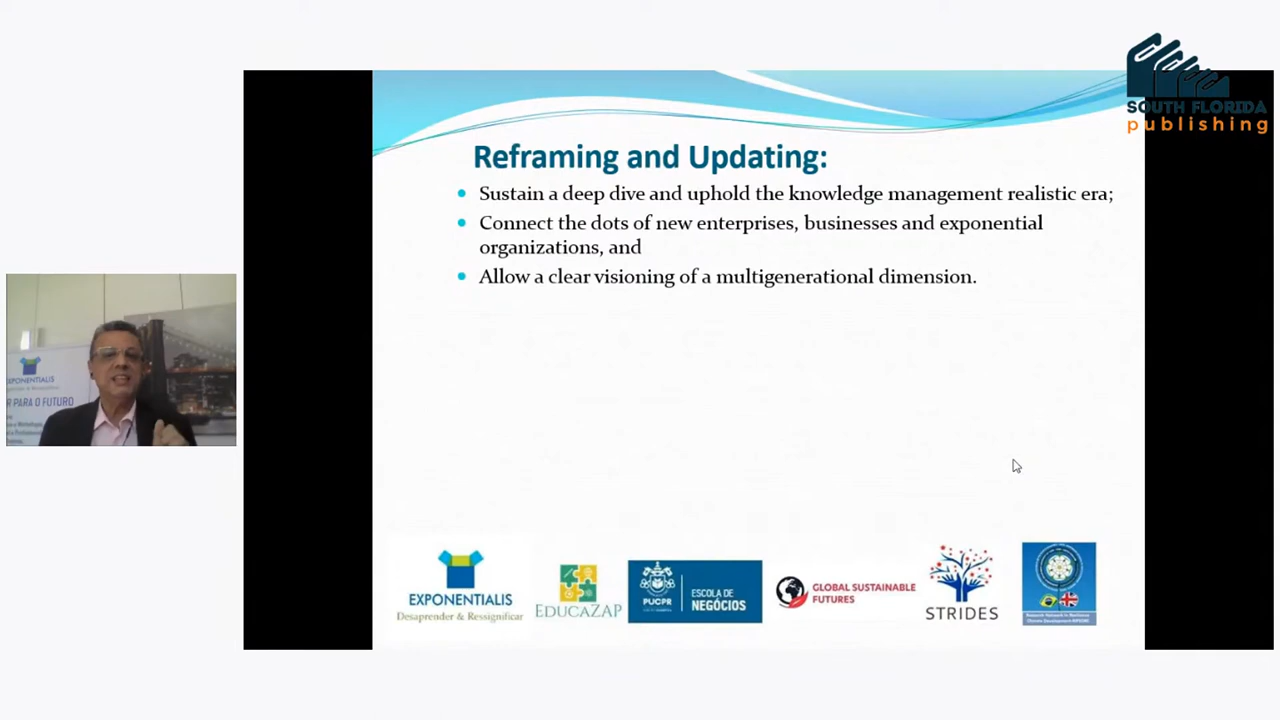 SOUTH FLORIDA
publishing
Reframing and Updating:
Sustain a deep dive and uphold the knowledge management realistic era;
Connect the dots of new enterprises, businesses and exponential
organizations, and
Allow a clear visioning of a multigenerational dimension.
EXPONENTIALIS
R PARA O FUTURO
EXPONENTIALIS
Desaprender & Ressignificar
EDUCAZAP
PUCPR
ESCOLA DE
NEGÓCIOS
GLOBAL SUSTAINABLE
FUTURES
STRIDES